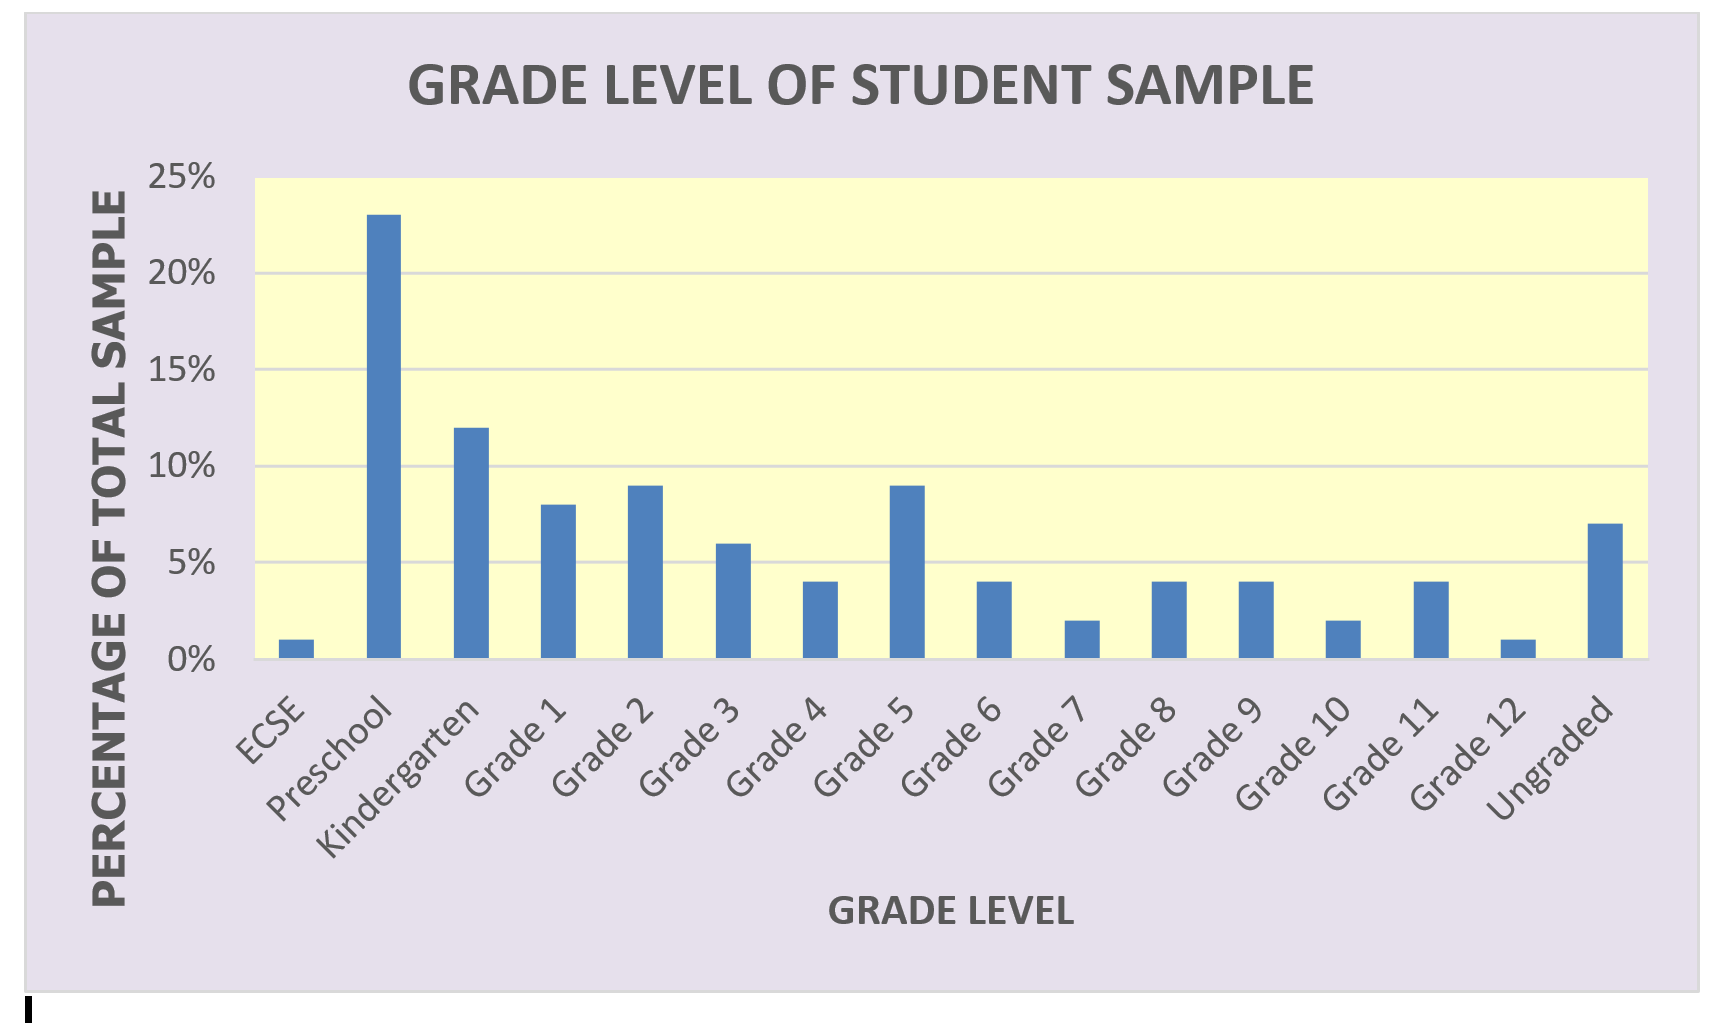 GRADE LEVEL OF STUDENT SAMPLE
PERCENTAGE OF TOTAL SAMPLE
25%
20%
15%
10%
5%
0%
ECSE
Preschool
Kindergarten
Grade 1
Grade 2
Grade 3
Grade 4
Grade 5
Grade 6
Grade 7
Grade 8
Grade 9
Grade 10
Grade 11
Grade 12
Ungraded
GRADE LEVEL